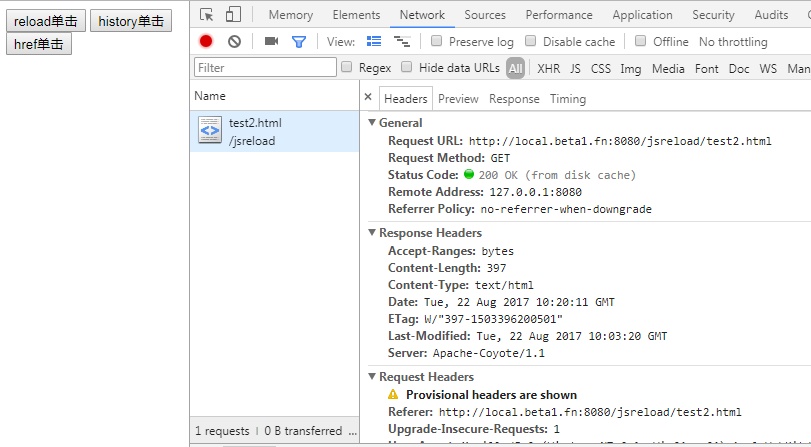 reload单击 history单击
href单击
Memory Elements Network Sources Performance Application Security Audits
View: Preserve log Disable cache Offline No throttling
Filter Regex Hide data URLs All XHR JS CSS Img Media Font Doc WS
Name
test2.html
/jsreload
1 requests 0 B transferred ...
× Headers Preview Response Timing
General
Request URL: http://local.beta1.fn:8080/jsreload/test2.html
Request Method: GET
Status Code: 200 OK (from disk cache)
Remote Address: 127.0.0.1:8080
Referrer Policy: no-referrer-when-downgrade
Response Headers
Accept-Ranges: bytes
Content-Length: 397
Content-Type: text/html
Date: Tue, 22 Aug 2017 10:20:11 GMT
ETag: W/"397-1503396200501"
Last-Modified: Tue, 22 Aug 2017 10:03:20 GMT
Server: Apache-Coyote/1.1
Request Headers
Provisional headers are shown
Referer: http://local.beta1.fn:8080/jsreload/test2.html
Upgrade-Insecure-Requests: 1